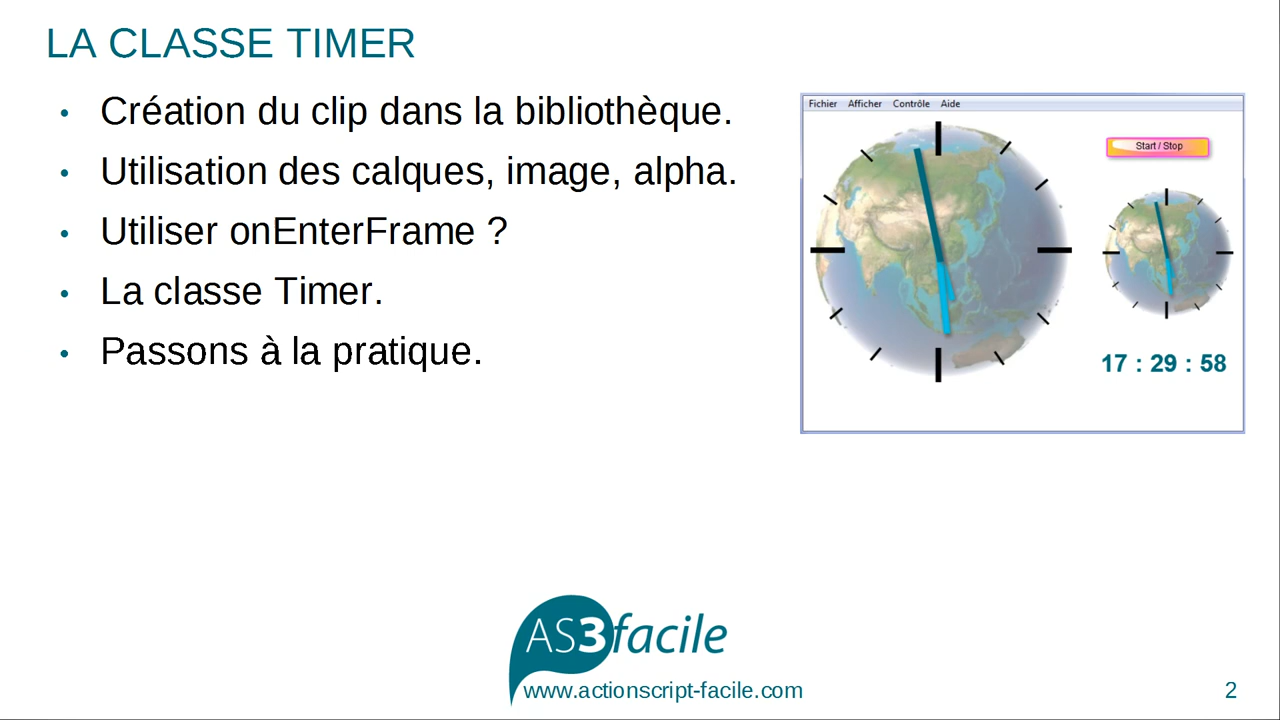 LA CLASSE TIMER
• Création du clip dans la bibliothèque.
• Utilisation des calques, image, alpha.
• Utiliser onEnterFrame ?
• La classe Timer.
• Passons à la pratique.
Fichier Afficher Contrôle Aide
Start / Stop
17 : 29 : 58
AS3facile
www.actionscript-facile.com
2